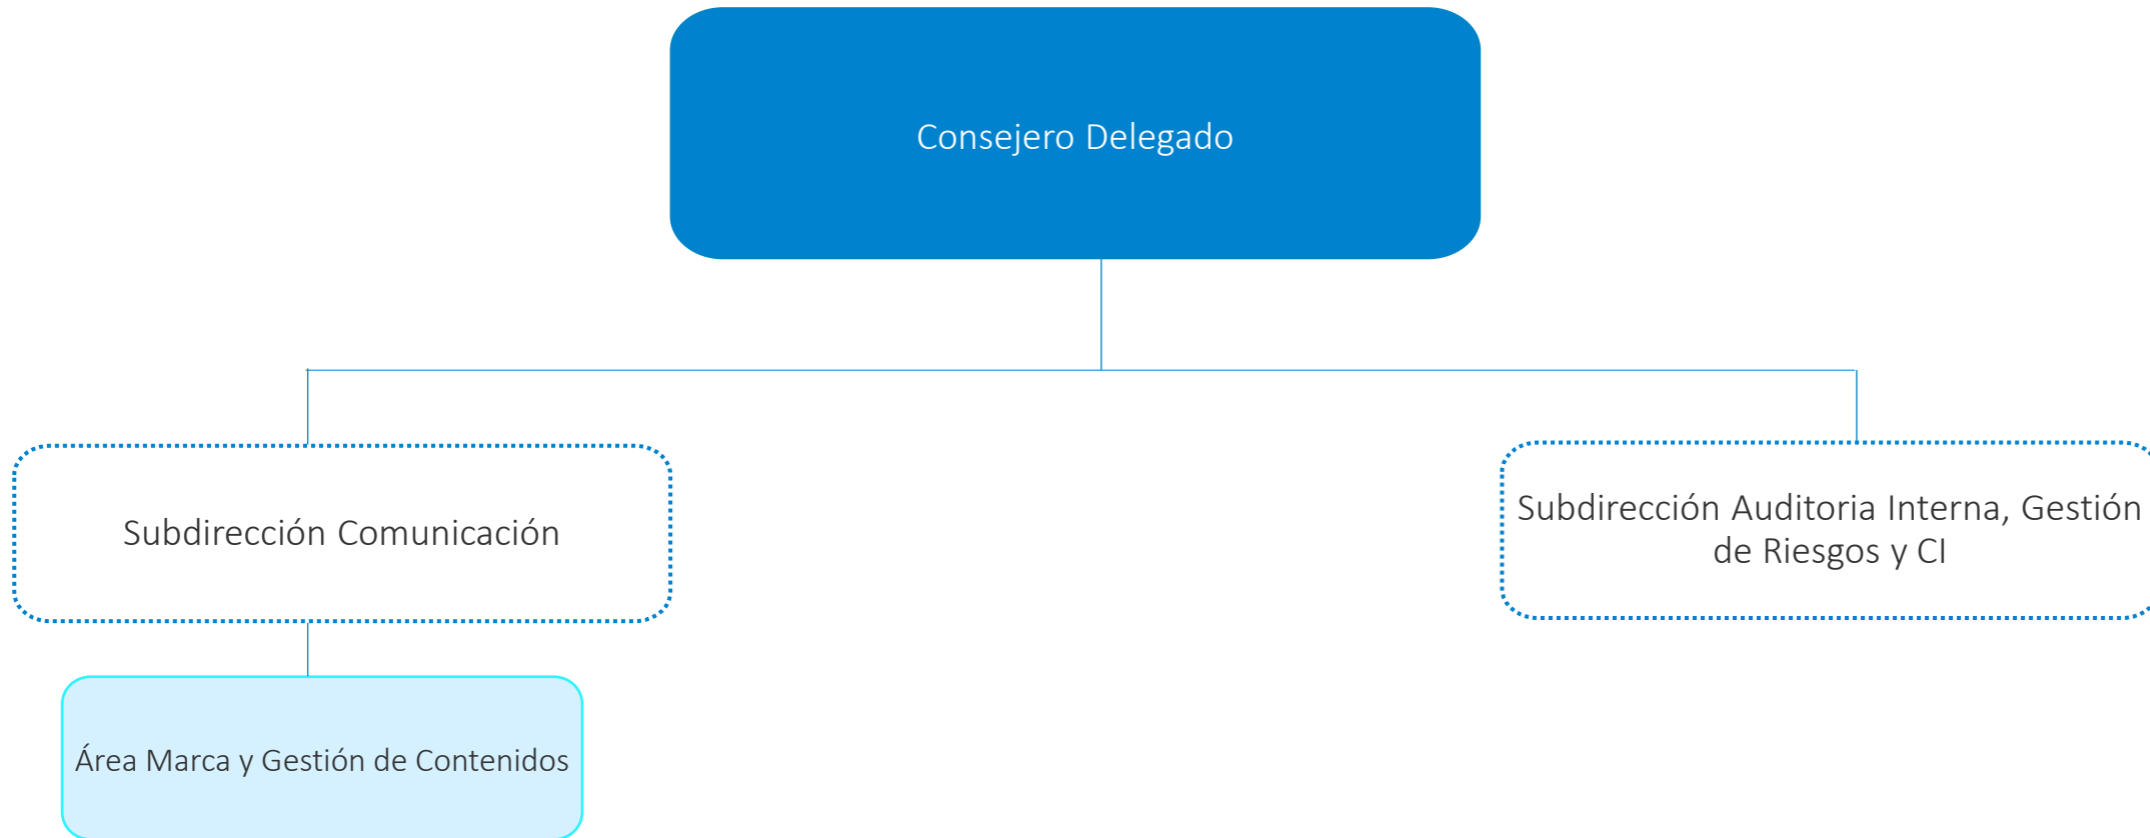 Consejero Delegado
Subdirección Comunicación
Subdirección Auditoria Interna, Gestión
de Riesgos y CI
Área Marca y Gestión de Contenidos